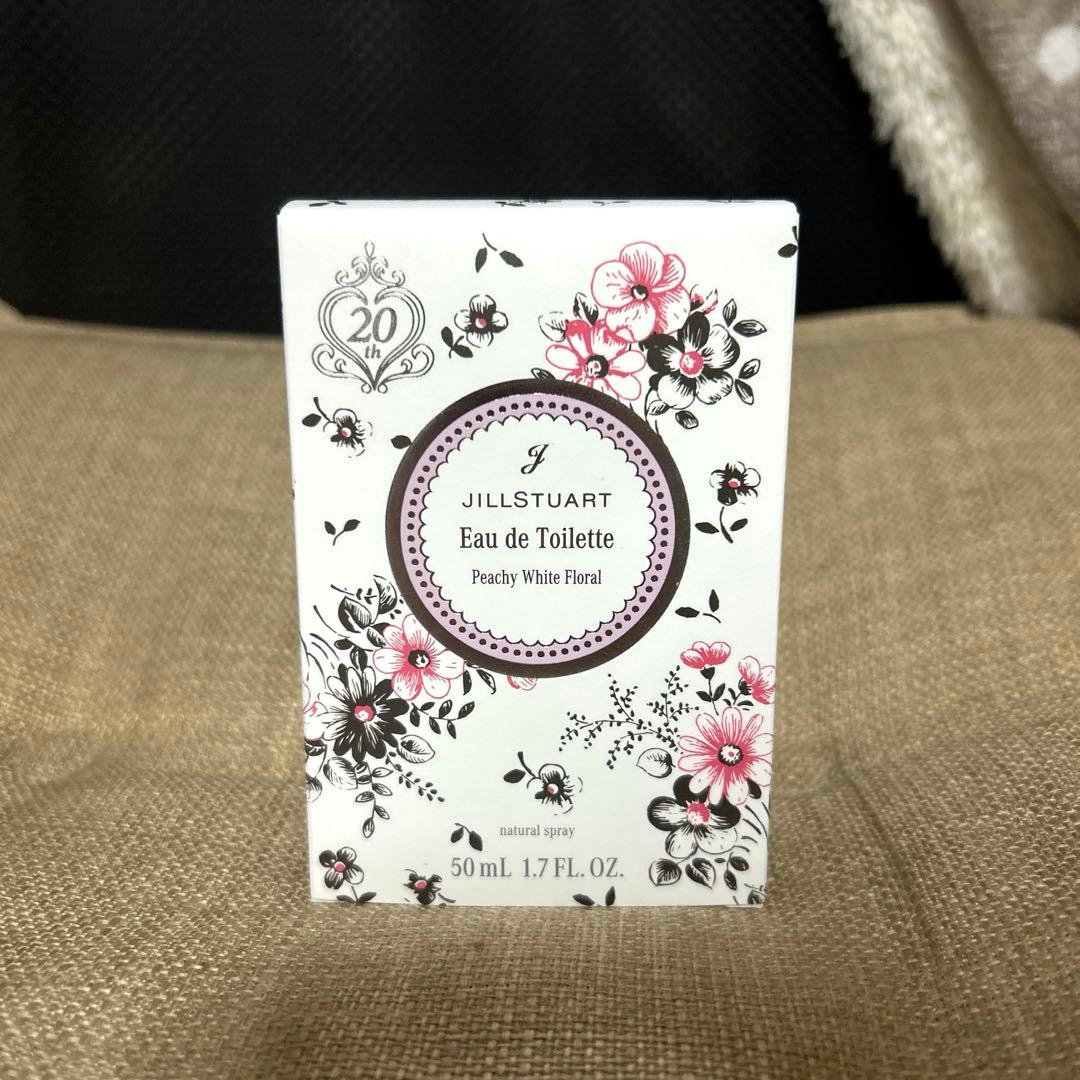 20
th
J
JILLSTUART
Eau de Toilette
Peachy White Floral
natural spray
50 mL 1.7 FL. OZ.